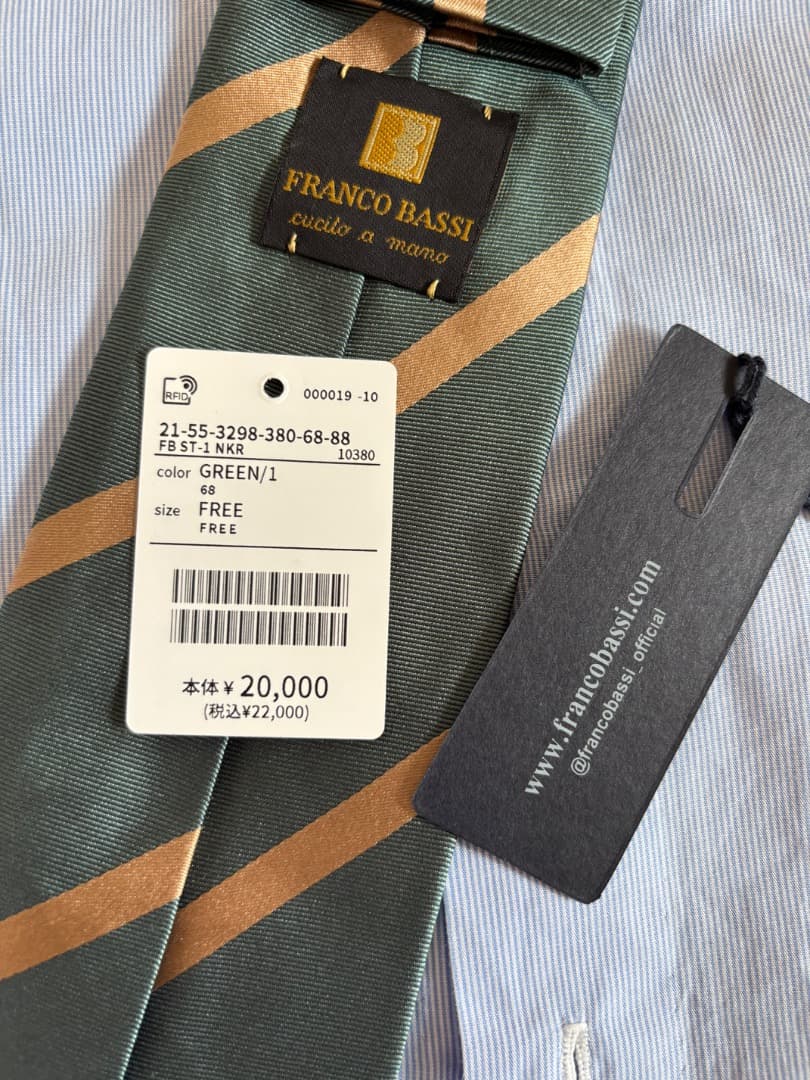 FRANCO BASSI
cucito a mano
RFID
000019 -10
21-55-3298-380-68-88
FB ST-1 NKR 10380
color GREEN/1
68
size FREE
FREE
本体¥ 20,000
(税込¥22,000)
www.francobassi.com
@francobassi_official